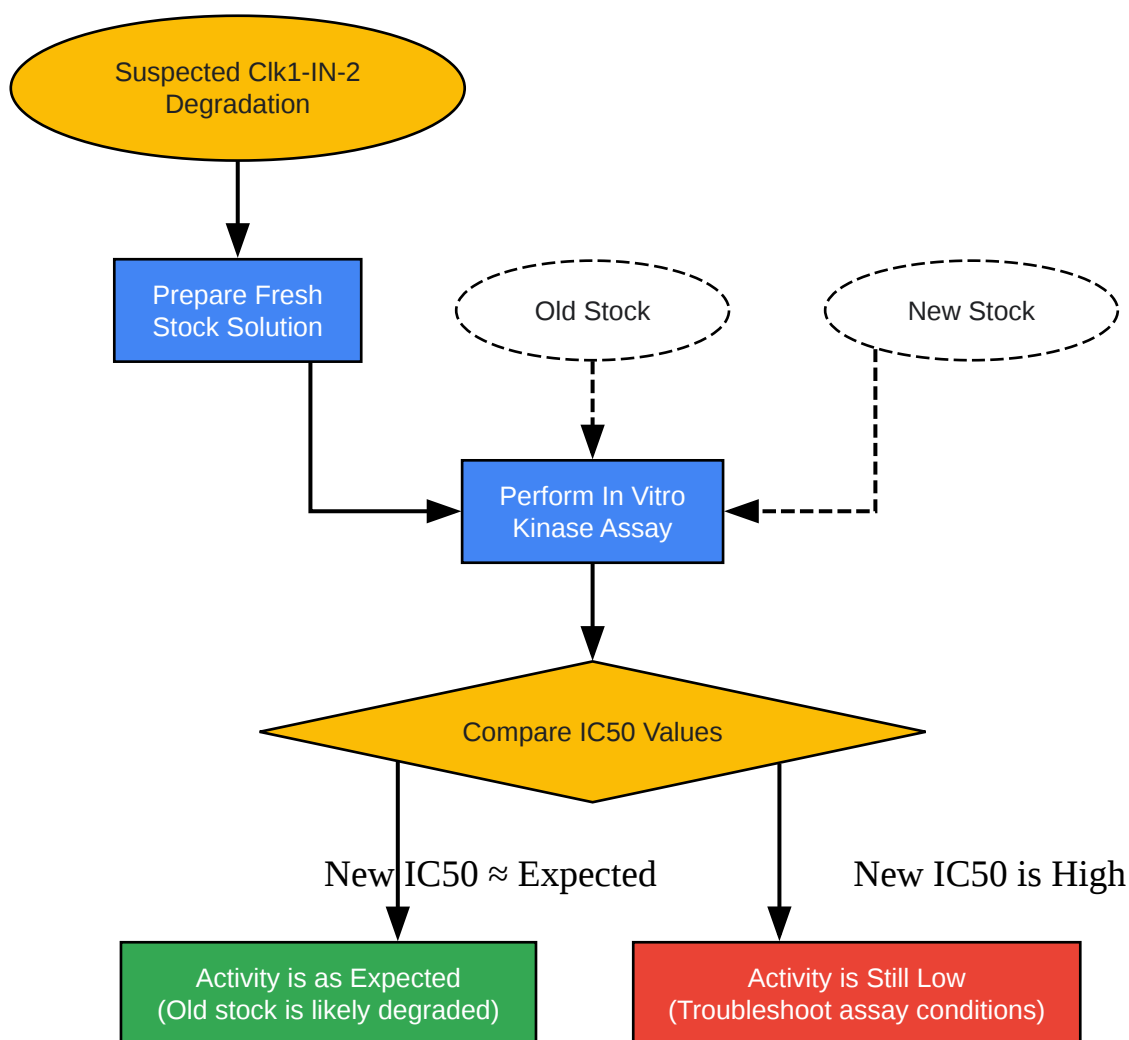 Suspected Clk1-IN-2
Degradation
Prepare Fresh
Stock Solution
Old Stock
New Stock
Perform In Vitro
Kinase Assay
Compare IC50 Values
New IC50 ≈ Expected
New IC50 is High
Activity is as Expected
(Old stock is likely degraded)
Activity is Still Low
(Troubleshoot assay conditions)